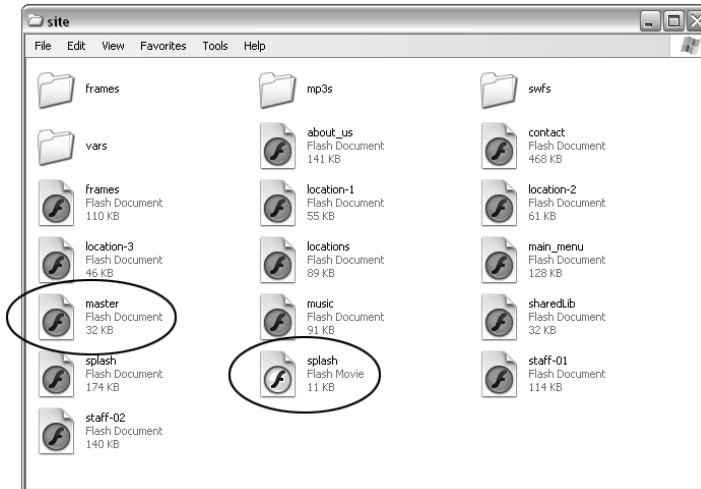 site
File Edit View Favorites Tools Help
frames
mp3s
swfs
vars
about_us
Flash Document
141 KB
contact
Flash Document
468 KB
frames
Flash Document
110 KB
location-1
Flash Document
55 KB
location-2
Flash Document
61 KB
location-3
Flash Document
46 KB
locations
Flash Document
89 KB
main_menu
Flash Document
128 KB
master
Flash Document
32 KB
music
Flash Document
91 KB
sharedLib
Flash Document
32 KB
splash
Flash Document
174 KB
splash
Flash Movie
11 KB
staff-01
Flash Document
114 KB
staff-02
Flash Document
140 KB